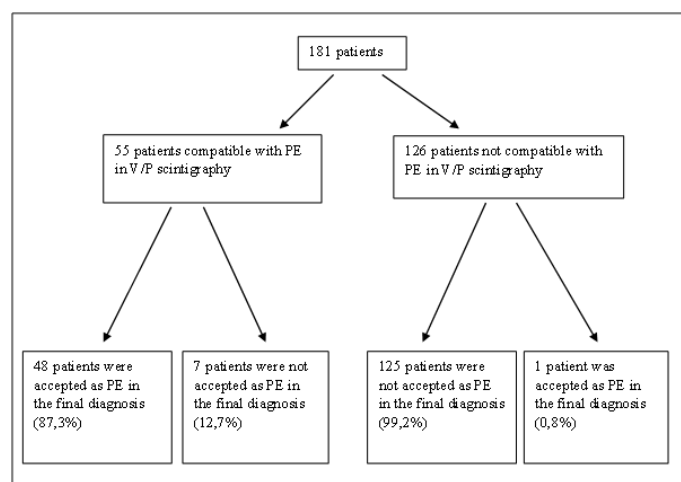 181 patients
55 patients compatible with PE
in V/P scintigraphy
126 patients not compatible with
PE in V/P scintigraphy
48 patients were
accepted as PE in
the final diagnosis
(87,3%)
7 patients were not
accepted as PE in
the final diagnosis
(12,7%)
125 patients were
not accepted as PE
in the final diagnosis
(99,2%)
1 patient was
accepted as PE in
the final diagnosis
(0,8%)